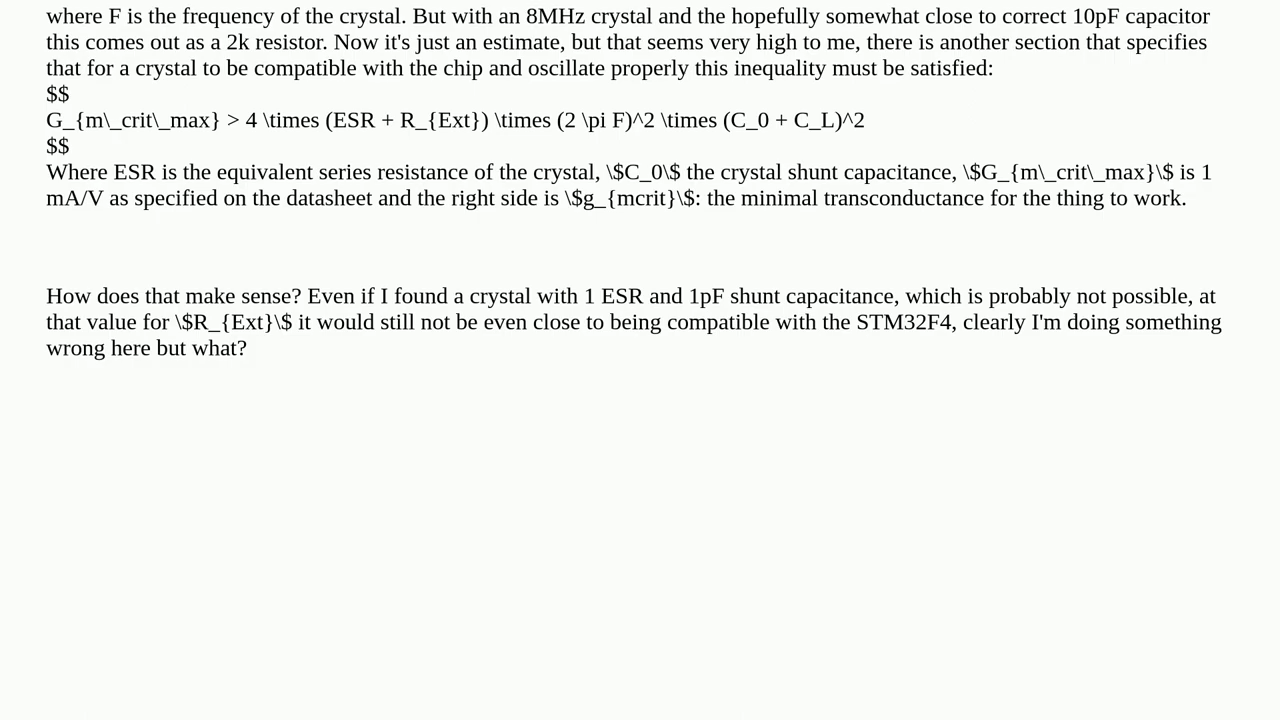 where F is the frequency of the crystal. But with an 8MHz crystal and the hopefully somewhat close to correct 10pF capacitor
this comes out as a 2k resistor. Now it's just an estimate, but that seems very high to me, there is another section that specifies
that for a crystal to be compatible with the chip and oscillate properly this inequality must be satisfied:
$$
G_{m\_crit\_max} > 4 \times (ESR + R_{Ext}) \times (2 \pi F)^2 \times (C_0 + C_L)^2
$$
Where ESR is the equivalent series resistance of the crystal, \$C_0\$ the crystal shunt capacitance, \$G_{m\_crit\_max}\$ is 1
mA/V as specified on the datasheet and the right side is \$g_{mcrit}\$: the minimal transconductance for the thing to work.
How does that make sense? Even if I found a crystal with 1 ESR and 1pF shunt capacitance, which is probably not possible, at
that value for \$R_{Ext}\$ it would still not be even close to being compatible with the STM32F4, clearly I'm doing something
wrong here but what?